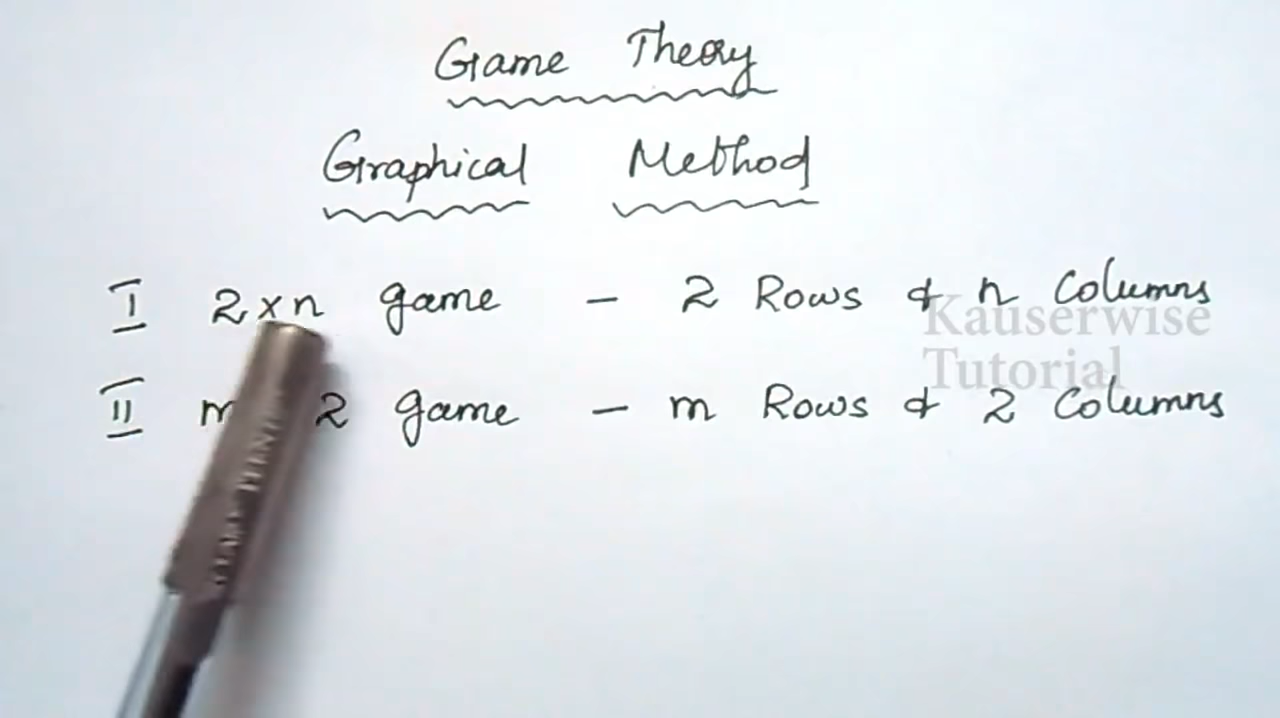 Game Theory
Graphical Method
I 2xn game - 2 Rows & n Columns
Kauserwise
Tutorial
II m 2 game - m Rows & 2 Columns